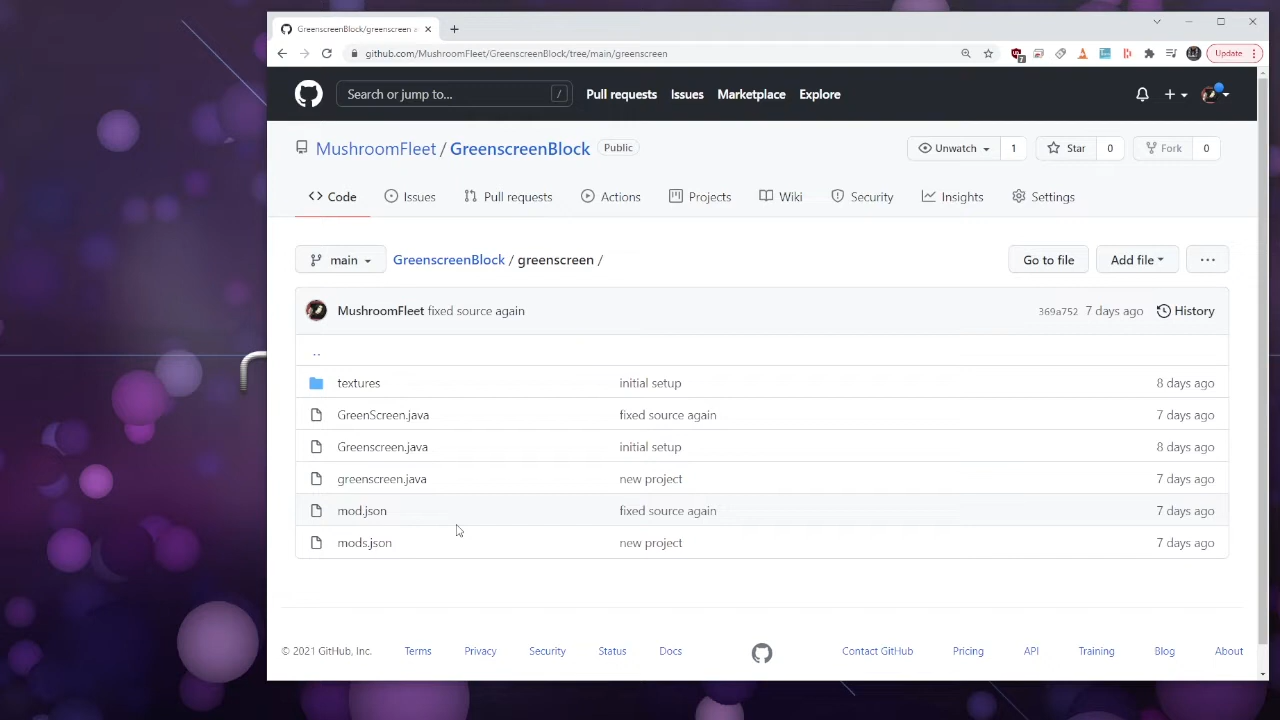 GreenscreenBlock/greenscreen a
github.com/MushroomFleet/GreenscreenBlock/tree/main/greenscreen
7
Update
Search or jump to... /
Pull requests Issues Marketplace Explore
MushroomFleet / GreenscreenBlock Public
Unwatch 1 Star 0 Fork 0
Code Issues Pull requests Actions Projects Wiki Security Insights Settings
main GreenscreenBlock / greenscreen / Go to file Add file ...
MushroomFleet fixed source again 369a752 7 days ago History
..
textures initial setup 8 days ago
GreenScreen.java fixed source again 7 days ago
Greenscreen.java initial setup 8 days ago
greenscreen.java new project 7 days ago
mod.json fixed source again 7 days ago
mods.json new project 7 days ago
© 2021 GitHub, Inc. Terms Privacy Security Status Docs Contact GitHub Pricing API Training Blog About